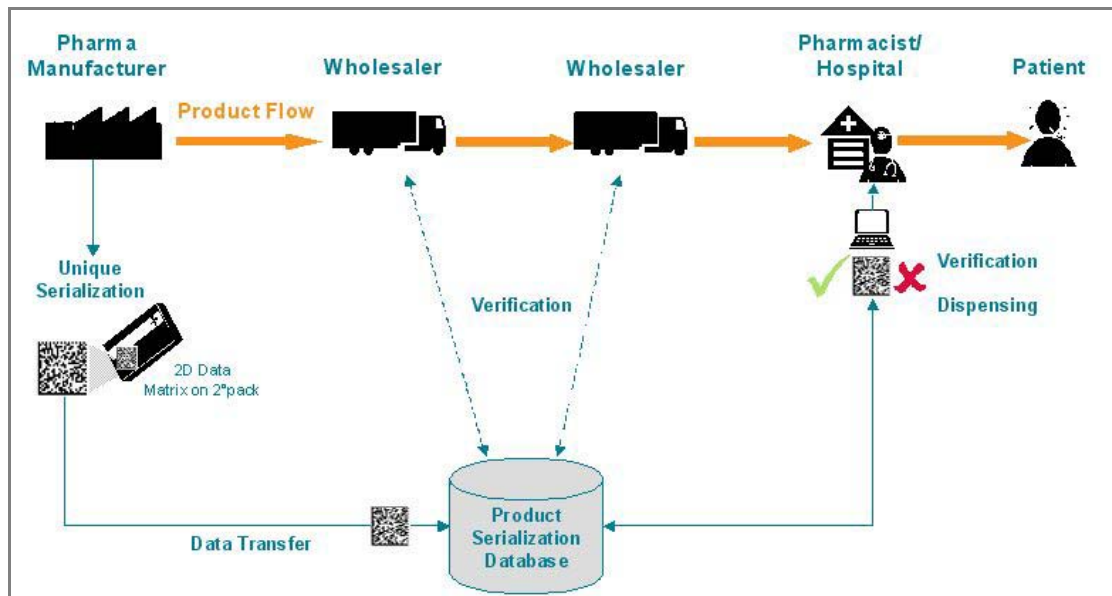 Pharma
Manufacturer
Wholesaler
Wholesaler
Pharmacist/
Hospital
Patient
Product Flow
Unique
Serialization
2D Data
Matrix on 2°pack
Verification
Verification
Dispensing
Data Transfer
Product
Serialization
Database